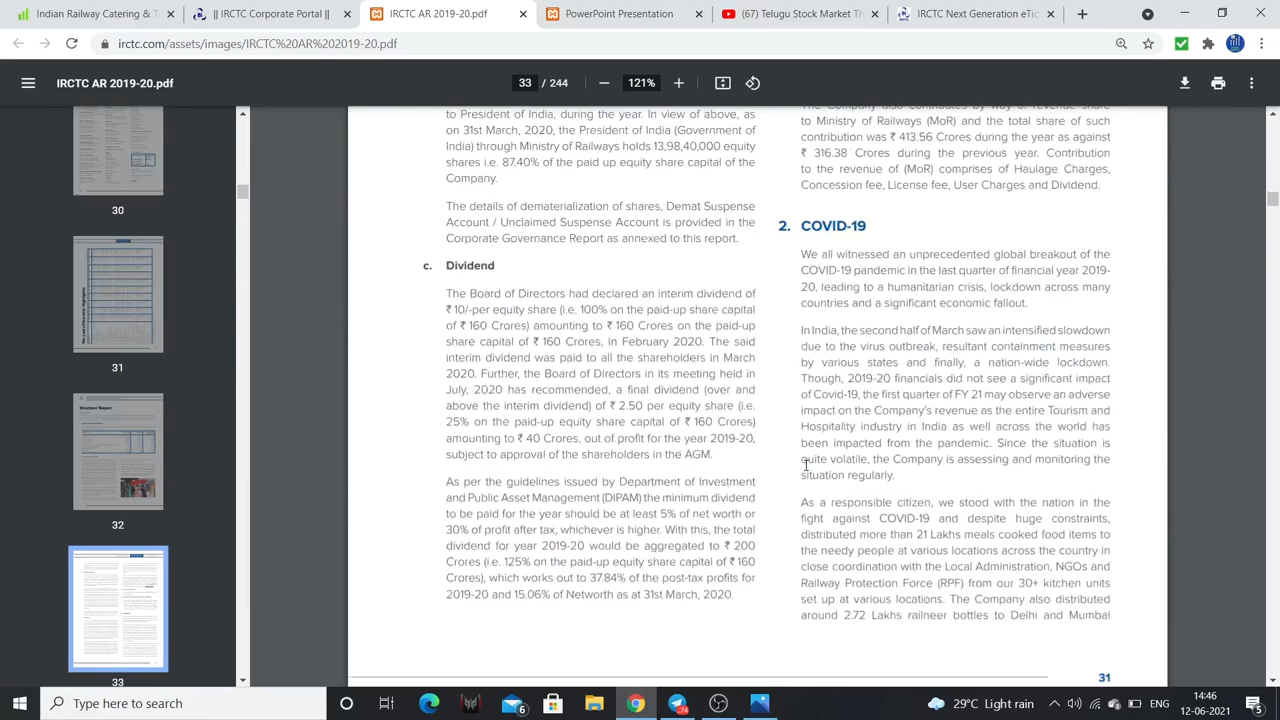 Indian Railway Catering & To
|| IRCTC Corporate Portal ||
IRCTC AR 2019-20.pdf
PowerPoint Presentation
(67) Telugu Stock Market Th
IRCTC Next Generation eTic
irctc.com/assets/images/IRCTC%20AR%202019-20.pdf
IRCTC AR 2019-20.pdf
33 / 244
121%
30
31
Directors' Report
32
33
to President of India, during the year. In view of above, as
on 31st March, 2020, the President of India (Government of
India) through Ministry of Railways holds 13,98,40,000 equity
shares i.e. 87.40% of the paid up equity share capital of the
Company.
The details of dematerialization of shares, Demat Suspense
Account / Unclaimed Suspense Account is provided in the
Corporate Governance Report as annexed to this report.
c. Dividend
The Board of Directors had declared an interim dividend of
₹ 10/-per equity share (i.e. 100% on the paid-up share capital
of ₹ 160 Crores) amounting to ₹ 160 Crores on the paid-up
share capital of ₹ 160 Crores, in February 2020. The said
interim dividend was paid to all the shareholders in March
2020. Further, the Board of Directors in its meeting held in
July, 2020 has recommended, a final dividend (over and
above the interim dividend) of ₹ 2.50 per equity share (i.e.
25% on the paid-up equity share capital of ₹ 160 Crores)
amounting to ₹ 40 Crores, out of profit for the year 2019-20,
subject to approval of the shareholders in the AGM.
As per the guidelines issued by Department of Investment
and Public Asset Management (DIPAM) the minimum dividend
to be paid for the year should be at least 5% of net worth or
30% of profit after tax, whichever is higher. With this, the total
dividend for year 2019-20 would be aggregated to ₹ 200
Crores (i.e. 125% on the paid-up equity share capital of ₹ 160
Crores), which works out to 37.84% of the post-tax profits for
2019-20 and 15.06% of Networth as at 31st March, 2020.
The Company also contributes by way of revenue share
to Ministry of Railways (MoR) and the total share of such
contribution was ₹ 413.56 Crores during the year as against
₹ 316.38 Crores during the previous year. Contribution
to the revenue of (MoR) comprises of Haulage Charges,
Concession fee, License fee, User Charges and Dividend.
2. COVID-19
We all witnessed an unprecedented global breakout of the
COVID-19 pandemic in the last quarter of financial year 2019-
20, leading to a humanitarian crisis, lockdown across many
countries and a significant economic fallout.
In India, the second half of March saw an intensified slowdown
due to the virus outbreak, resultant containment measures
by various states and finally, a nation-wide lockdown.
Though, 2019-20 financials did not see a significant impact
of Covid-19, the first quarter of FY 21 may observe an adverse
impact on the Company's revenue as the entire Tourism and
Hospitality industry in India as well across the world has
been impacted from the pandemic. Since the situation is
quite volatile, the Company is assessing and monitoring the
situation regularly.
As a responsible citizen, we stood with the nation in the
fight against COVID-19 and despite huge constraints,
distributed more than 21 Lakhs meals cooked food items to
the needy people at various locations across the country in
close coordination with the Local Administration, NGOs and
Railway Protection Force (RPF) from our 30+ kitchen units
set up at various locations. The Company also distributed
around 2.72 Lakhs railneer bottles to Delhi and Mumbai
31
Type here to search
6
29°C Light rain
ENG
14:46
12-06-2021
5